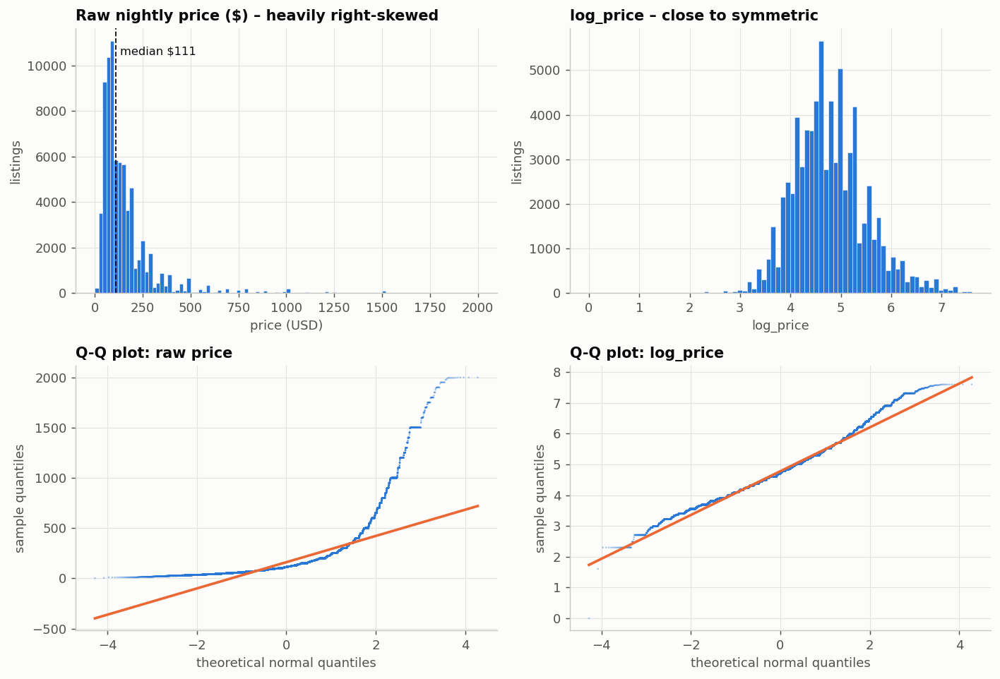 Raw nightly price ($) – heavily right-skewed
median $111
10000
8000
6000
4000
2000
0
listings
0 250 500 750 1000 1250 1500 1750 2000
price (USD)
log_price – close to symmetric
5000
4000
3000
2000
1000
0
listings
0 1 2 3 4 5 6 7
log_price
Q-Q plot: raw price
2000
1500
1000
500
0
−500
sample quantiles
−4 −2 0 2 4
theoretical normal quantiles
Q-Q plot: log_price
8
7
6
5
4
3
2
1
0
sample quantiles
−4 −2 0 2 4
theoretical normal quantiles